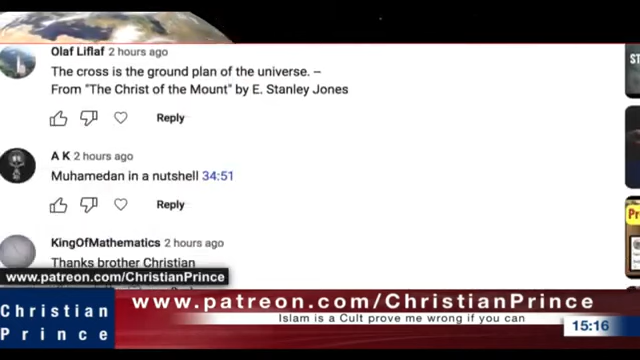 Olaf Liflaf 2 hours ago
The cross is the ground plan of the universe. –
From "The Christ of the Mount" by E. Stanley Jones
Reply
A K 2 hours ago
Muhamedan in a nutshell 34:51
Reply
KingOfMathematics 2 hours ago
Thanks brother Christian
www.patreon.com/ChristianPrince
www.patreon.com/ChristianPrince
Christian
Prince
Islam is a Cult prove me wrong if you can
15:16